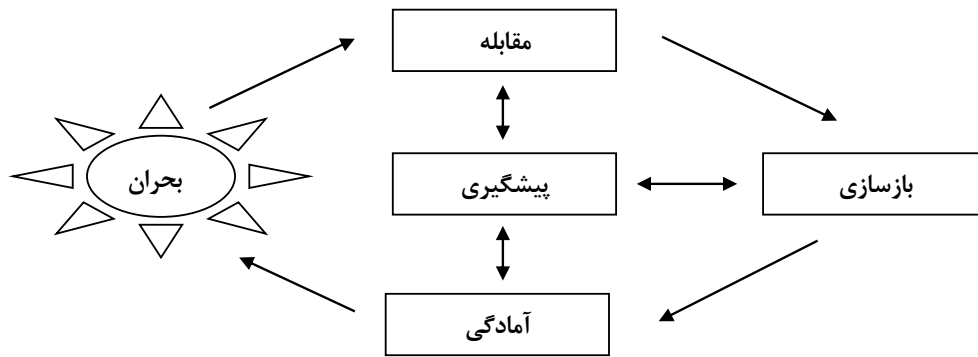 مقابله
بازسازی
پیشگیری
بحران
آمادگی